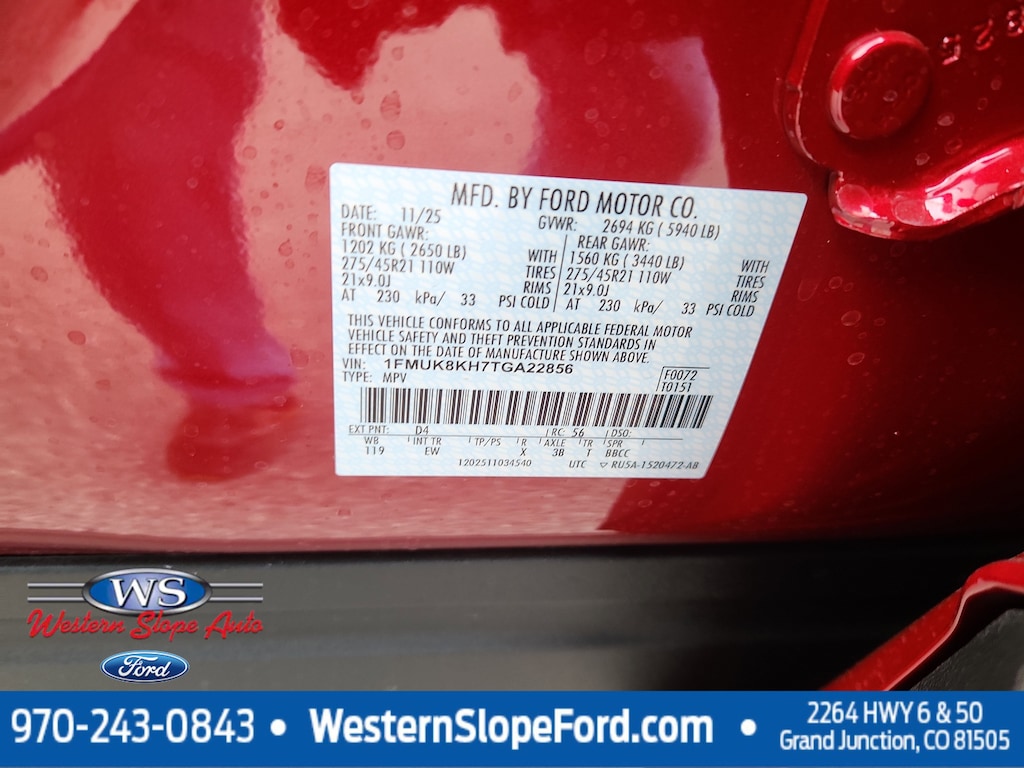 825
MFD. BY FORD MOTOR CO.
DATE: 11/25 GVWR: 2694 KG ( 5940 LB)
FRONT GAWR: REAR GAWR:
1202 KG ( 2650 LB) WITH 1560 KG ( 3440 LB) WITH
275/45R21 110W TIRES 275/45R21 110W TIRES
21x9.0J RIMS 21x9.0J RIMS
AT 230 kPa/ 33 PSI COLD AT 230 kPa/ 33 PSI COLD
THIS VEHICLE CONFORMS TO ALL APPLICABLE FEDERAL MOTOR
VEHICLE SAFETY AND THEFT PREVENTION STANDARDS IN
EFFECT ON THE DATE OF MANUFACTURE SHOWN ABOVE.
VIN: 1FMUK8KH7TGA22856 F0072
TYPE: MPV T0151
EXT PNT: D4 RC: 56 DSO:
WB INT TR TP/PS R AXLE TR SPR
119 EW X 3B T BBCC
1202511034540 UTC ▽ RU5A-1520472-AB
WS
Western Slope Auto
Ford
970-243-0843 • WesternSlopeFord.com • 2264 HWY 6 & 50
Grand Junction, CO 81505